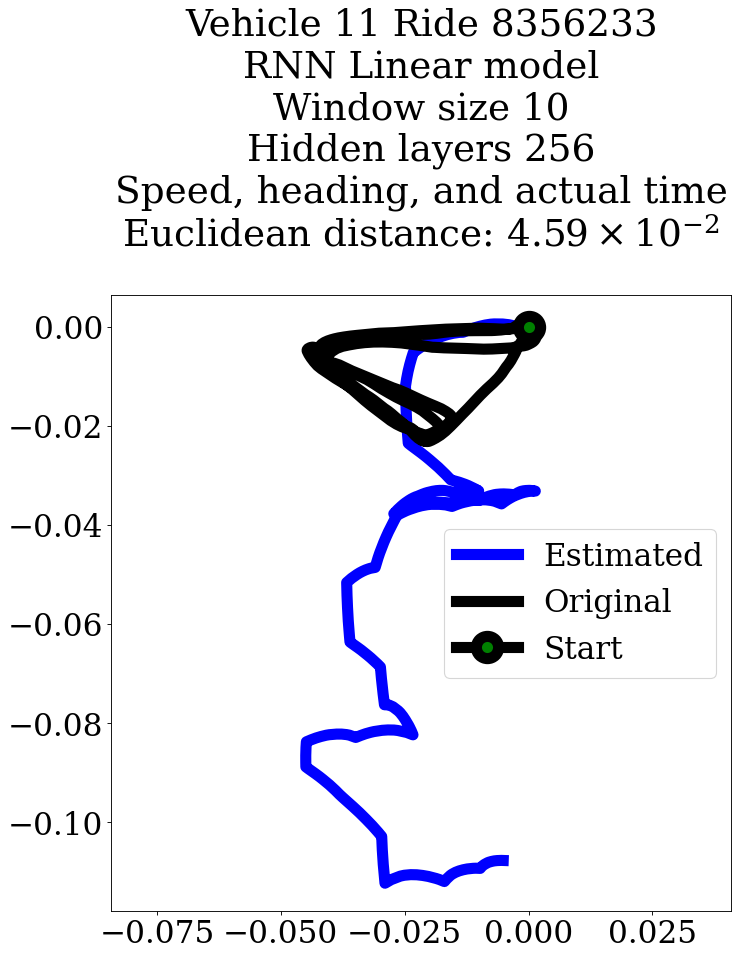 Vehicle 11 Ride 8356233
RNN Linear model
Window size 10
Hidden layers 256
Speed, heading, and actual time
Euclidean distance: 4.59 × 10⁻²
0.00
−0.02
−0.04
−0.06
−0.08
−0.10
Estimated
Original
Start
−0.075 −0.050 −0.025 0.000 0.025